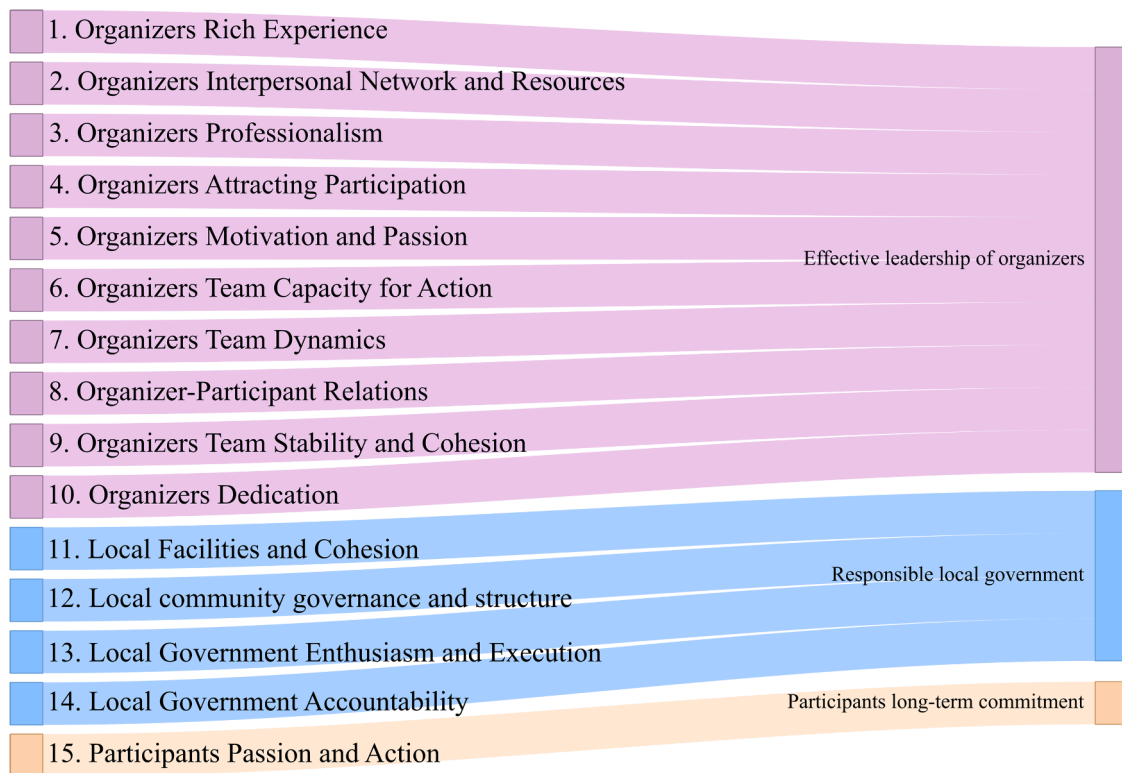 1. Organizers Rich Experience
2. Organizers Interpersonal Network and Resources
3. Organizers Professionalism
4. Organizers Attracting Participation
5. Organizers Motivation and Passion
6. Organizers Team Capacity for Action
7. Organizers Team Dynamics
8. Organizer-Participant Relations
9. Organizers Team Stability and Cohesion
10. Organizers Dedication
11. Local Facilities and Cohesion
12. Local community governance and structure
13. Local Government Enthusiasm and Execution
14. Local Government Accountability
15. Participants Passion and Action
Effective leadership of organizers
Responsible local government
Participants long-term commitment